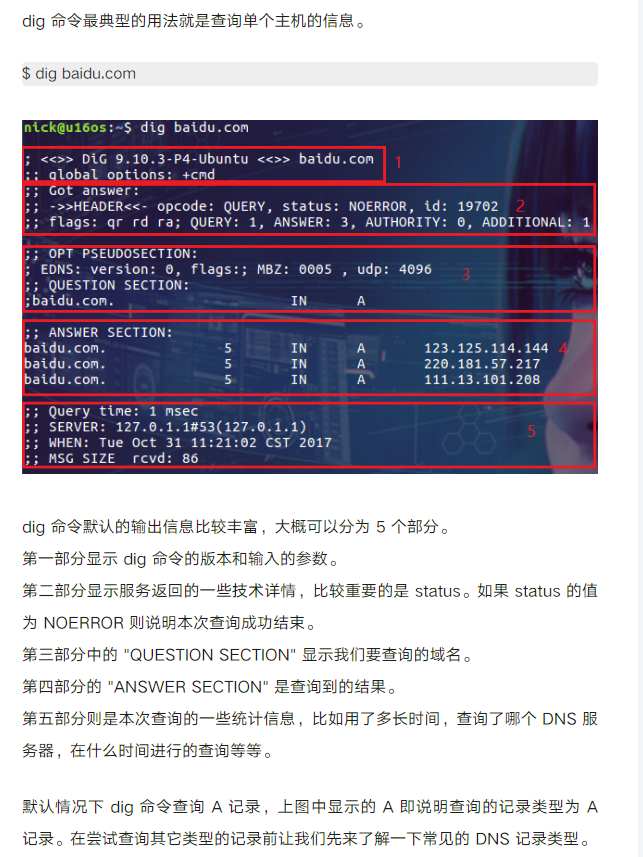 dig 命令最典型的用法就是查询单个主机的信息。
$ dig baidu.com
nick@u16os:~$ dig baidu.com
; <<>> DiG 9.10.3-P4-Ubuntu <<>> baidu.com 1
;; global options: +cmd
;; Got answer:
;; ->>HEADER<<- opcode: QUERY, status: NOERROR, id: 19702 2
;; flags: qr rd ra; QUERY: 1, ANSWER: 3, AUTHORITY: 0, ADDITIONAL: 1
;; OPT PSEUDOSECTION:
; EDNS: version: 0, flags:; MBZ: 0005 , udp: 4096 3
;; QUESTION SECTION:
;baidu.com. IN A
;; ANSWER SECTION:
baidu.com. 5 IN A 123.125.114.144 4
baidu.com. 5 IN A 220.181.57.217
baidu.com. 5 IN A 111.13.101.208
;; Query time: 1 msec
;; SERVER: 127.0.1.1#53(127.0.1.1) 5
;; WHEN: Tue Oct 31 11:21:02 CST 2017
;; MSG SIZE rcvd: 86
dig 命令默认的输出信息比较丰富，大概可以分为 5 个部分。
第一部分显示 dig 命令的版本和输入的参数。
第二部分显示服务返回的一些技术详情，比较重要的是 status。如果 status 的值
为 NOERROR 则说明本次查询成功结束。
第三部分中的 "QUESTION SECTION" 显示我们要查询的域名。
第四部分的 "ANSWER SECTION" 是查询到的结果。
第五部分则是本次查询的一些统计信息，比如用了多长时间，查询了哪个 DNS 服
务器，在什么时间进行的查询等等。
默认情况下 dig 命令查询 A 记录，上图中显示的 A 即说明查询的记录类型为 A
记录。在尝试查询其它类型的记录前让我们先来了解一下常见的 DNS 记录类型。